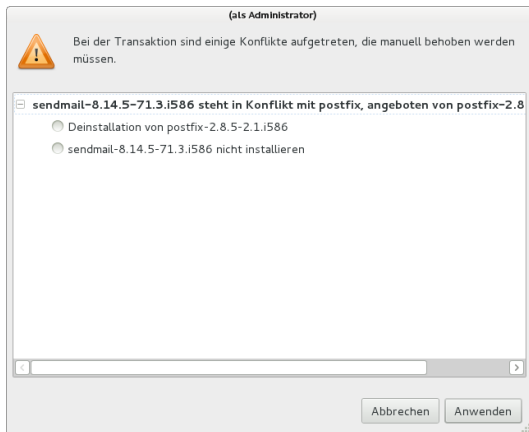 (als Administrator)
Bei der Transaktion sind einige Konflikte aufgetreten, die manuell behoben werden
müssen.
sendmail-8.14.5-71.3.i586 steht in Konflikt mit postfix, angeboten von postfix-2.8
Deinstallation von postfix-2.8.5-2.1.i586
sendmail-8.14.5-71.3.i586 nicht installieren
Abbrechen
Anwenden